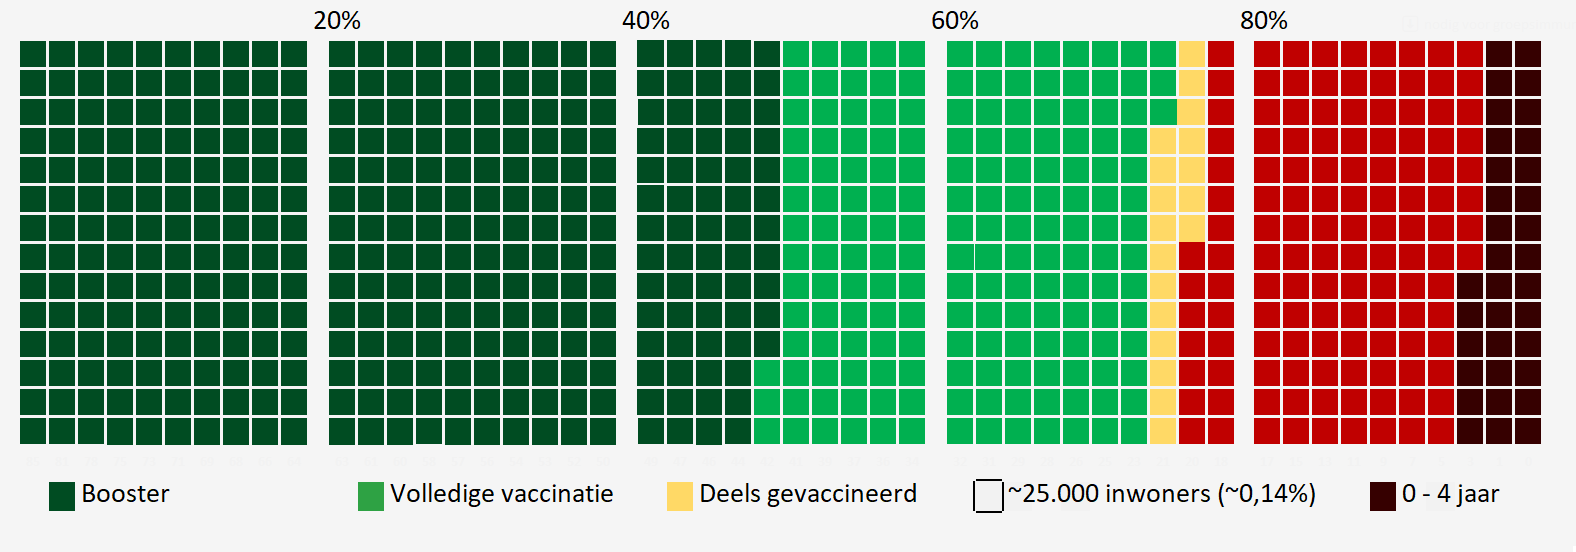 20% 40% 60% 80%
Booster Volledige vaccinatie Deels gevaccineerd ~25.000 inwoners (~0,14%) 0 - 4 jaar